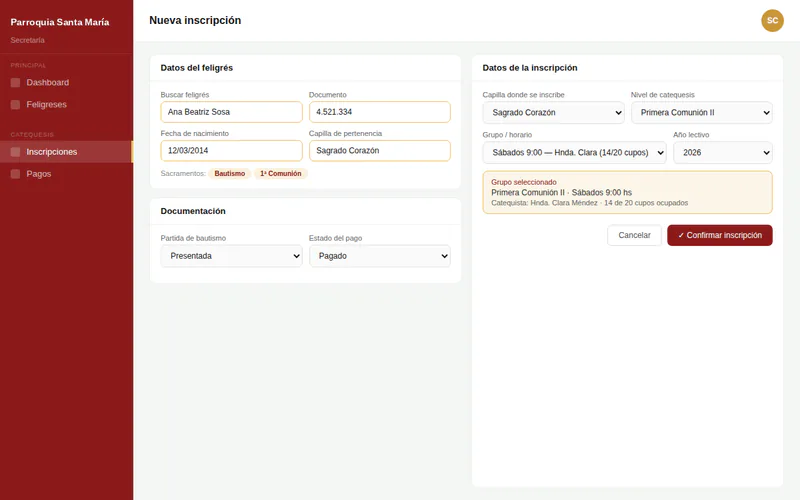 Parroquia Santa María
Secretaría
PRINCIPAL
Dashboard
Feligreses
CATEQUESIS
Inscripciones
Pagos
Nueva inscripción
SC
Datos del feligrés
Buscar feligrés
Documento
Ana Beatriz Sosa
4.521.334
Fecha de nacimiento
Capilla de pertenencia
12/03/2014
Sagrado Corazón
Sacramentos: Bautismo 1ª Comunión
Documentación
Partida de bautismo
Estado del pago
Presentada
Pagado
Datos de la inscripción
Capilla donde se inscribe
Nivel de catequesis
Sagrado Corazón
Primera Comunión II
Grupo / horario
Año lectivo
Sábados 9:00 — Hnda. Clara (14/20 cupos)
2026
Grupo seleccionado
Primera Comunión II · Sábados 9:00 hs
Catequista: Hnda. Clara Méndez · 14 de 20 cupos ocupados
Cancelar
✓ Confirmar inscripción